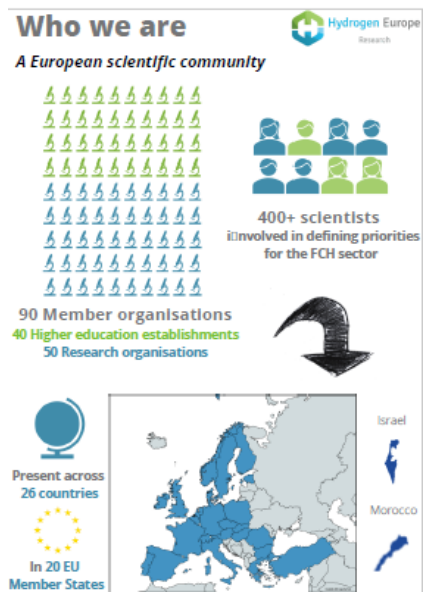 Who we are
Hydrogen Europe
Research
A European scientific community
400+ scientists
i▯nvolved in defining priorities
for the FCH sector
90 Member organisations
40 Higher education establishments
50 Research organisations
Present across
26 countries
In 20 EU
Member States
Israel
Morocco